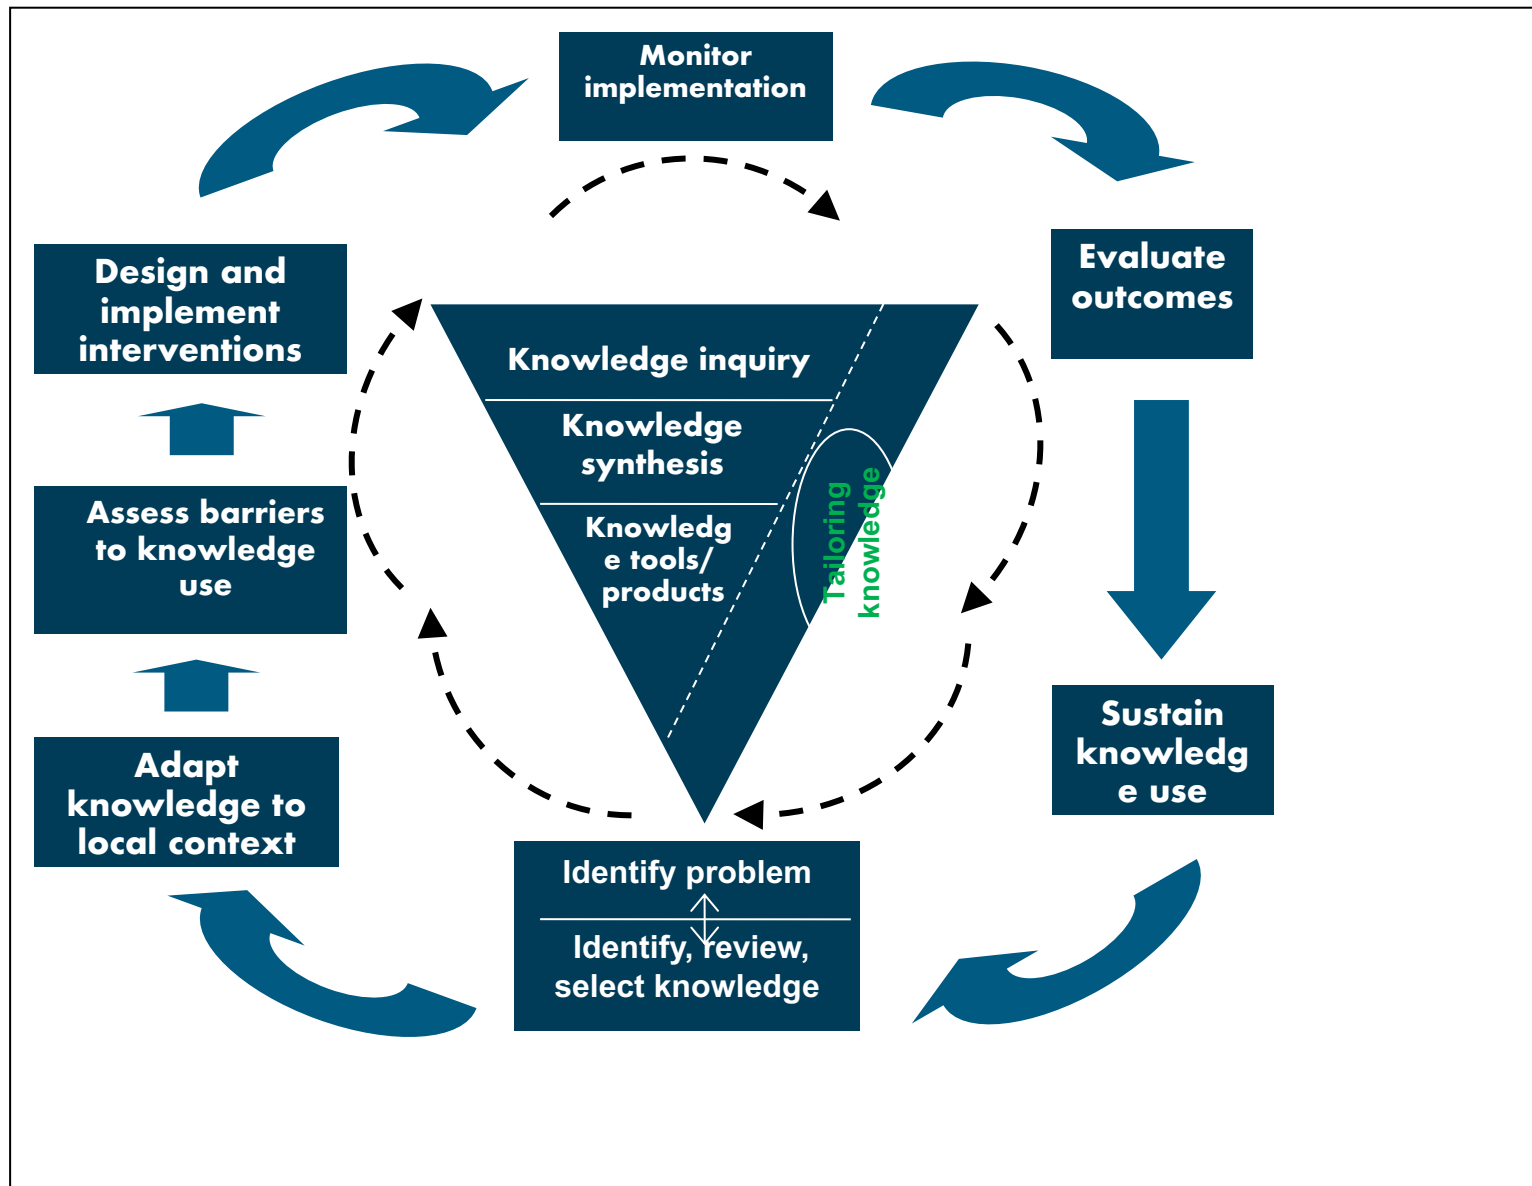 Monitor
implementation
Design and
implement
interventions
Evaluate
outcomes
Knowledge inquiry
Knowledge
synthesis
Knowledg
e tools/
products
Tailoring
knowledge
Assess barriers
to knowledge
use
Adapt
knowledge to
local context
Sustain
knowledg
e use
Identify problem
Identify, review,
select knowledge